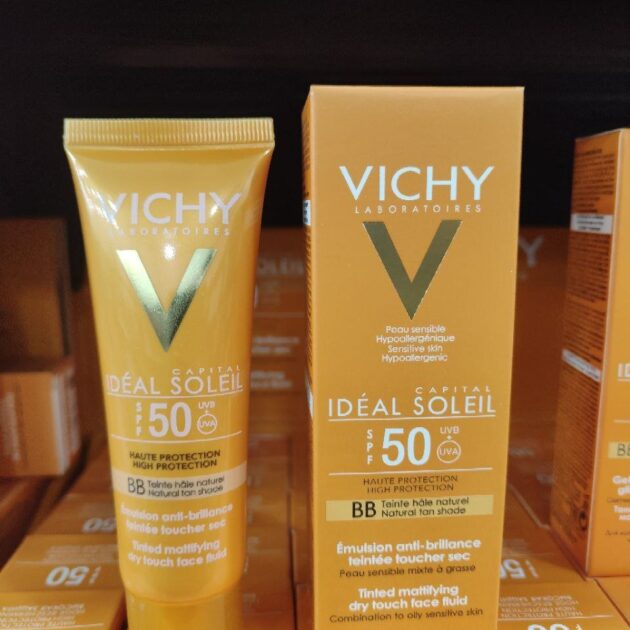 VICHY
LABORATOIRES
CAPITAL
IDÉAL SOLEIL
SPF
50
UVB
+
UVA
HAUTE PROTECTION
HIGH PROTECTION
BB Teinte hâle naturel
Natural tan shade
Émulsion anti-brillance
teintée toucher sec
Tinted mattifying
dry touch face fluid
VICHY
LABORATOIRES
Peau sensible
Hypoallergénique
Sensitive skin
Hypoallergenic
CAPITAL
IDÉAL SOLEIL
SPF
50
UVB
+
UVA
HAUTE PROTECTION
HIGH PROTECTION
BB Teinte hâle naturel
Natural tan shade
Émulsion anti-brillance
teintée toucher sec
Peau sensible mixte à grasse
Tinted mattifying
dry touch face fluid
Combination to oily sensitive skin
SOLEIL
50
50
50